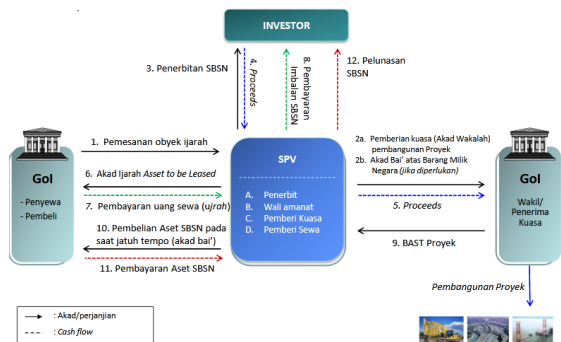 INVESTOR
3. Penerbitan SBSN
4. Proceeds
8. Pembayaran
Imbalan SBSN
12. Pelunasan
SBSN
1. Pemesanan obyek ijarah
6. Akad Ijarah Asset to be Leased
7. Pembayaran uang sewa (ujrah)
10. Pembelian Aset SBSN pada
saat jatuh tempo (akad bai’)
11. Pembayaran Aset SBSN
GoI
- Penyewa
- Pembeli
SPV
A. Penerbit
B. Wali amanat
C. Pemberi Kuasa
D. Pemberi Sewa
2a. Pemberian kuasa (Akad Wakalah)
pembangunan Proyek
2b. Akad Bai’ atas Barang Milik
Negara (jika diperlukan)
5. Proceeds
9. BAST Proyek
GoI
Wakil/
Penerima
Kuasa
Pembangunan Proyek
: Akad/perjanjian
: Cash flow